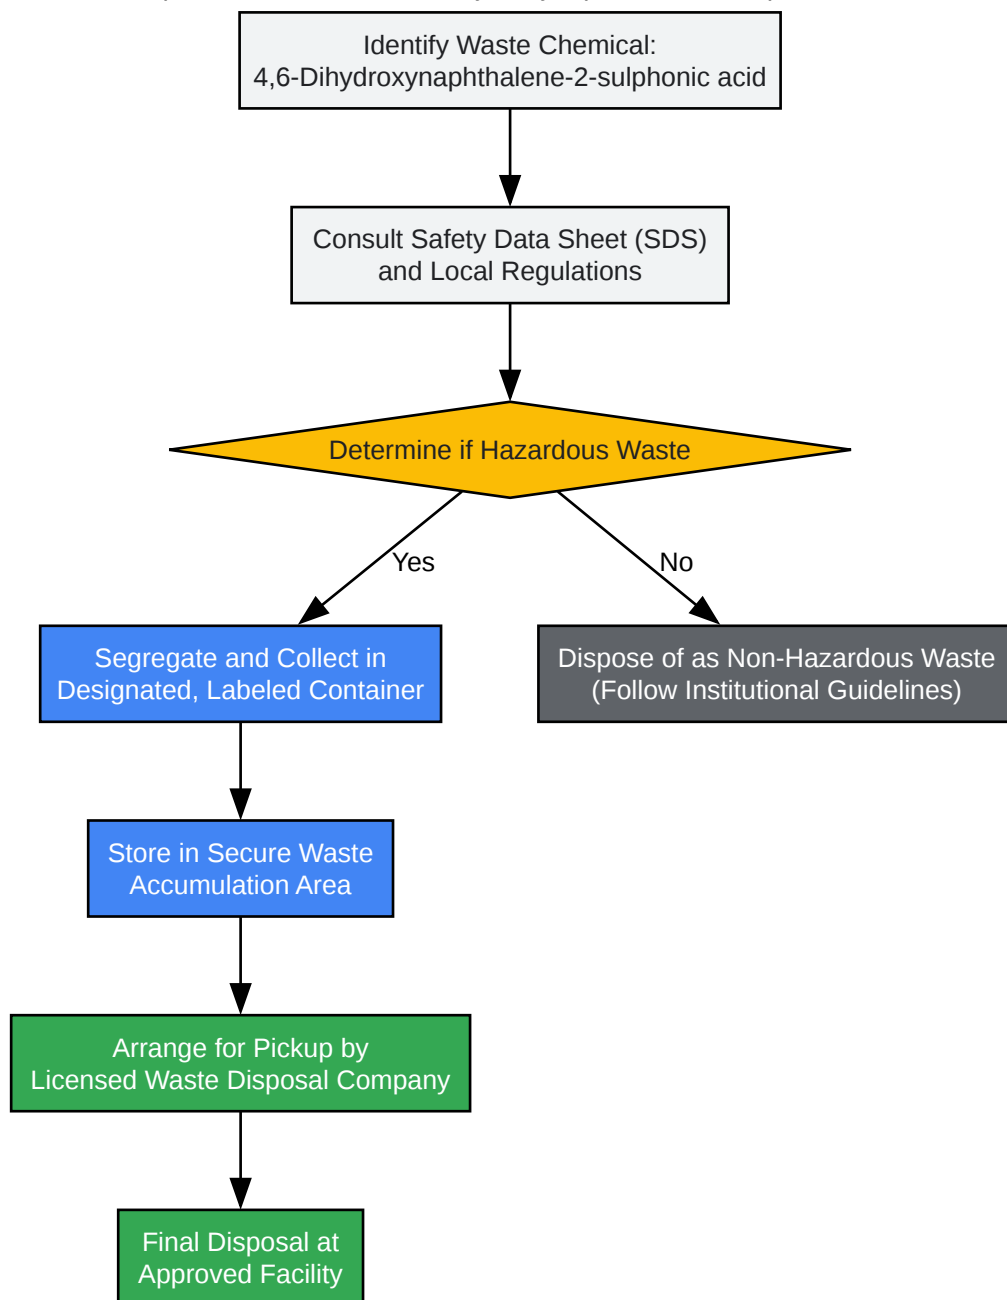 Identify Waste Chemical:
4,6-Dihydroxynaphthalene-2-sulphonic acid
Consult Safety Data Sheet (SDS)
and Local Regulations
Determine if Hazardous Waste
Yes
No
Segregate and Collect in
Designated, Labeled Container
Dispose of as Non-Hazardous Waste
(Follow Institutional Guidelines)
Store in Secure Waste
Accumulation Area
Arrange for Pickup by
Licensed Waste Disposal Company
Final Disposal at
Approved Facility